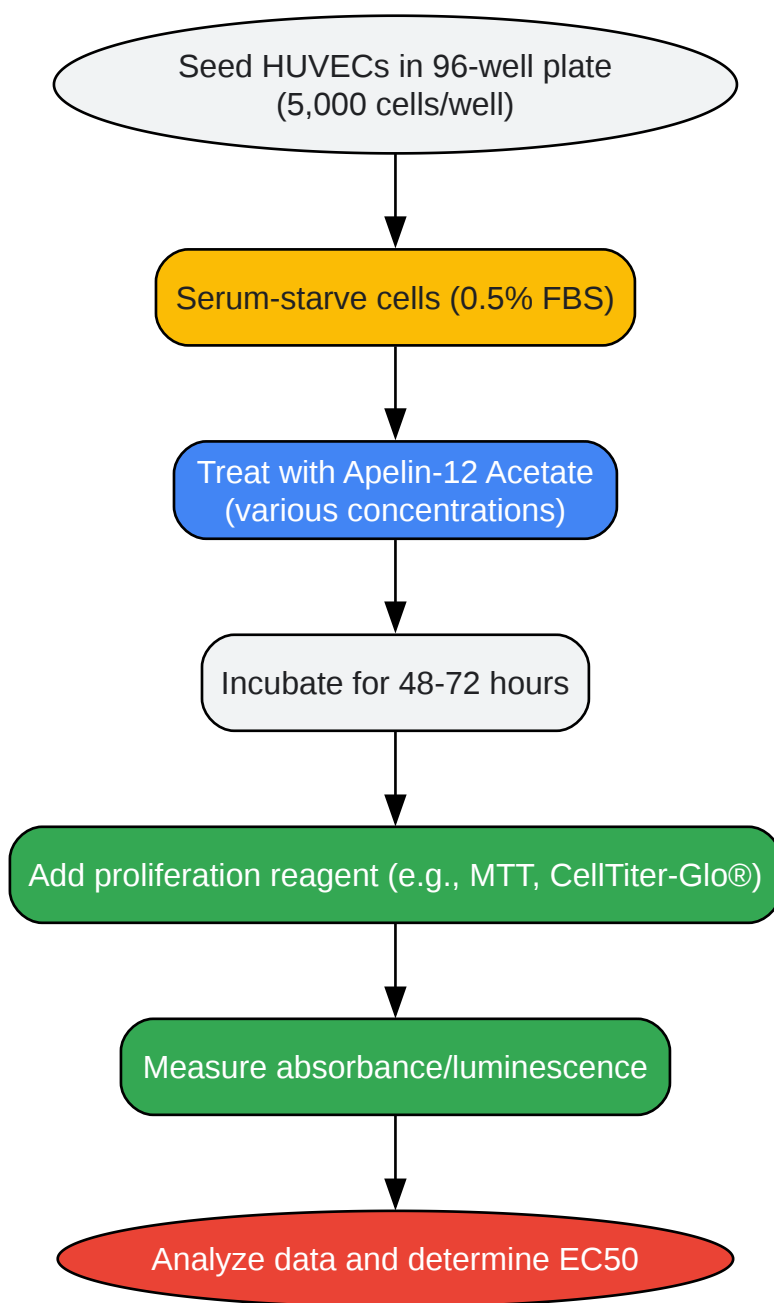 Seed HUVECs in 96-well plate
(5,000 cells/well)
Serum-starve cells (0.5% FBS)
Treat with Apelin-12 Acetate
(various concentrations)
Incubate for 48-72 hours
Add proliferation reagent (e.g., MTT, CellTiter-Glo®)
Measure absorbance/luminescence
Analyze data and determine EC50